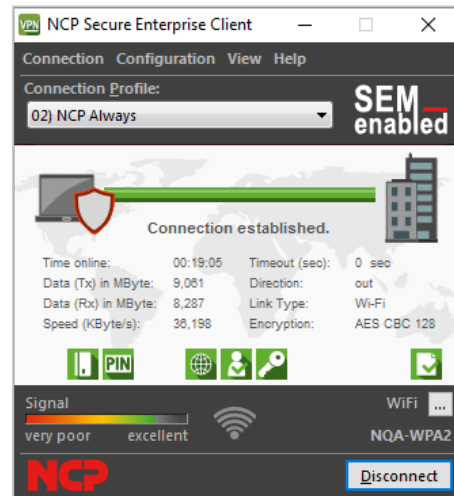 VPN NCP Secure Enterprise Client
Connection Configuration View Help
Connection Profile:
02) NCP Always
SEM
enabled
Connection established.
Time online: 00:19:05 Timeout (sec): 0 sec
Data (Tx) in MByte: 9,061 Direction: out
Data (Rx) in MByte: 8,287 Link Type: Wi-Fi
Speed (KByte/s): 36,198 Encryption: AES CBC 128
PIN
Signal WiFi ...
very poor excellent NQA-WPA2
NCP Disconnect